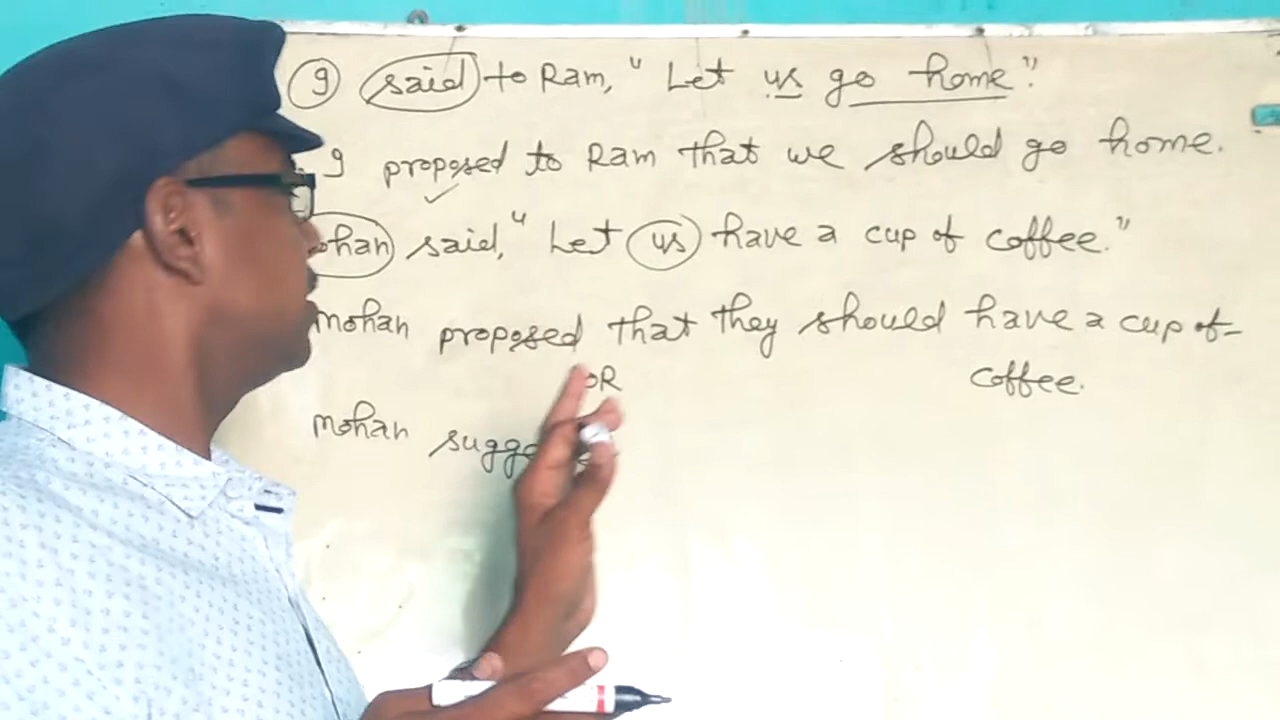 I said to Ram, "Let us go home".
I proposed to Ram that we should go home.
ohan said, "Let us have a cup of coffee."
Mohan proposed that they should have a cup of
coffee.
OR
Mohan sugge